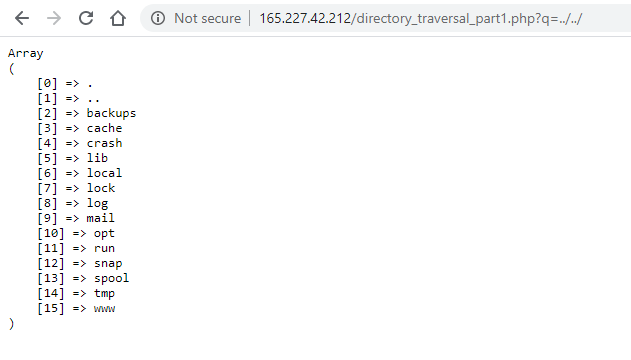 Not secure | 165.227.42.212/directory_traversal_part1.php?q=../../
Array
(
    [0] => .
    [1] => ..
    [2] => backups
    [3] => cache
    [4] => crash
    [5] => lib
    [6] => local
    [7] => lock
    [8] => log
    [9] => mail
    [10] => opt
    [11] => run
    [12] => snap
    [13] => spool
    [14] => tmp
    [15] => www
)